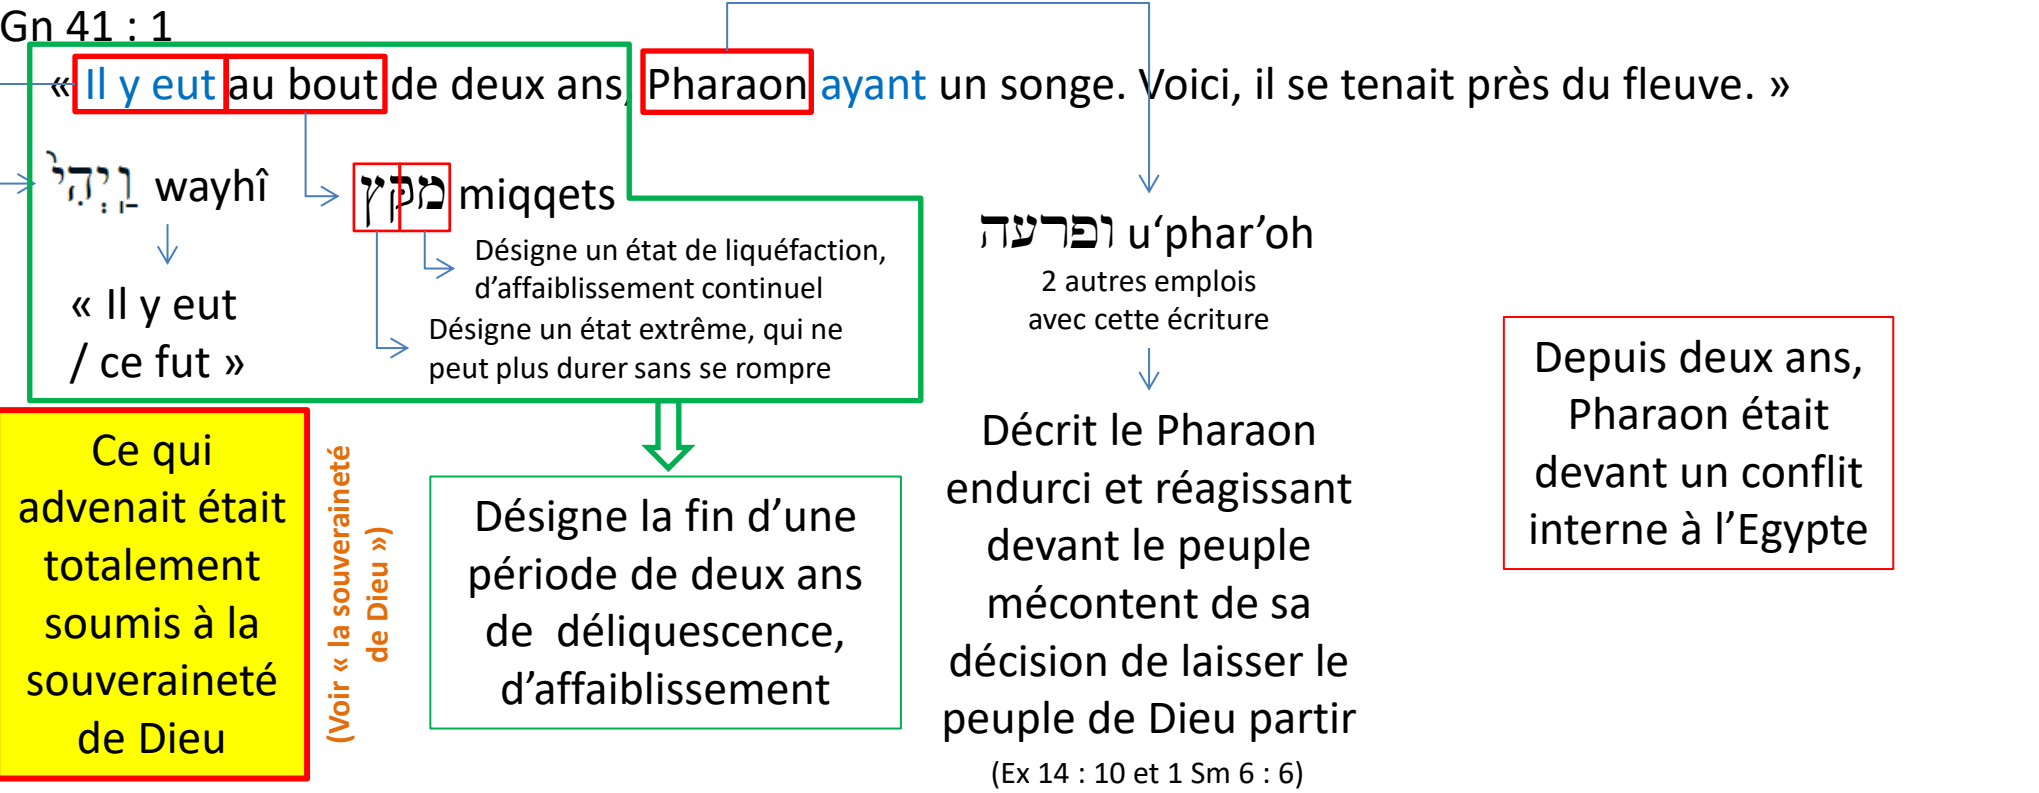 Gn 41 : 1
« Il y eut au bout de deux ans, Pharaon ayant un songe. Voici, il se tenait près du fleuve. »
וַיְהִי֙ wayhî
« Il y eut
/ ce fut »
מקץ miqqets
Désigne un état de liquéfaction,
d’affaiblissement continuel
Désigne un état extrême, qui ne
peut plus durer sans se rompre
ופרעה u‘phar’oh
2 autres emplois
avec cette écriture
Décrit le Pharaon
endurci et réagissant
devant le peuple
mécontent de sa
décision de laisser le
peuple de Dieu partir
(Ex 14 : 10 et 1 Sm 6 : 6)
Depuis deux ans,
Pharaon était
devant un conflit
interne à l’Egypte
Ce qui
advenait était
totalement
soumis à la
souveraineté
de Dieu
(Voir « la souveraineté
de Dieu »)
Désigne la fin d’une
période de deux ans
de déliquescence,
d’affaiblissement